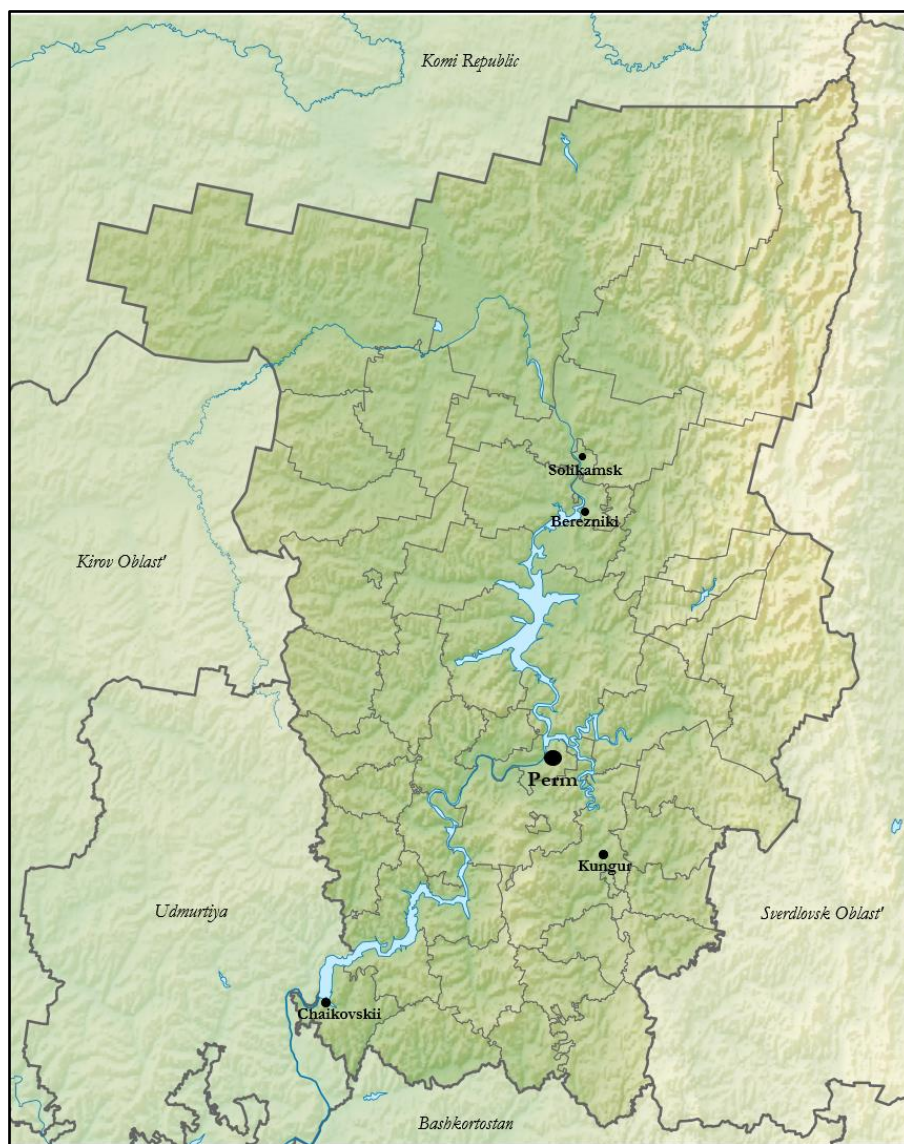 Komi Republic
Solikamsk
Berezniki
Kirov Oblast'
Perm
Kungur
Udmurtiya
Sverdlovsk Oblast'
Chaikovskii
Bashkortostan